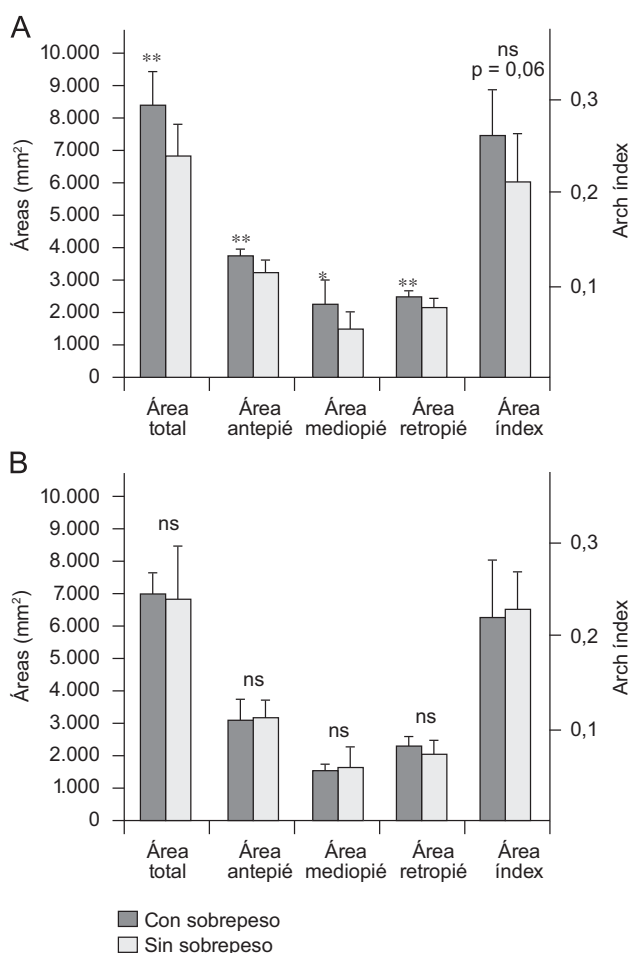 A
10.000
9.000
8.000
7.000
6.000
5.000
4.000
3.000
2.000
1.000
0
Áreas (mm²)
**
**
*
**
ns
p = 0,06
0,3
0,2
0,1
Arch índex
Área total
Área antepié
Área mediopié
Área retropié
Área índex
B
10.000
9.000
8.000
7.000
6.000
5.000
4.000
3.000
2.000
1.000
0
Áreas (mm²)
ns
ns
ns
ns
0,3
0,2
0,1
Arch índex
Área total
Área antepié
Área mediopié
Área retropié
Área índex
Con sobrepeso
Sin sobrepeso